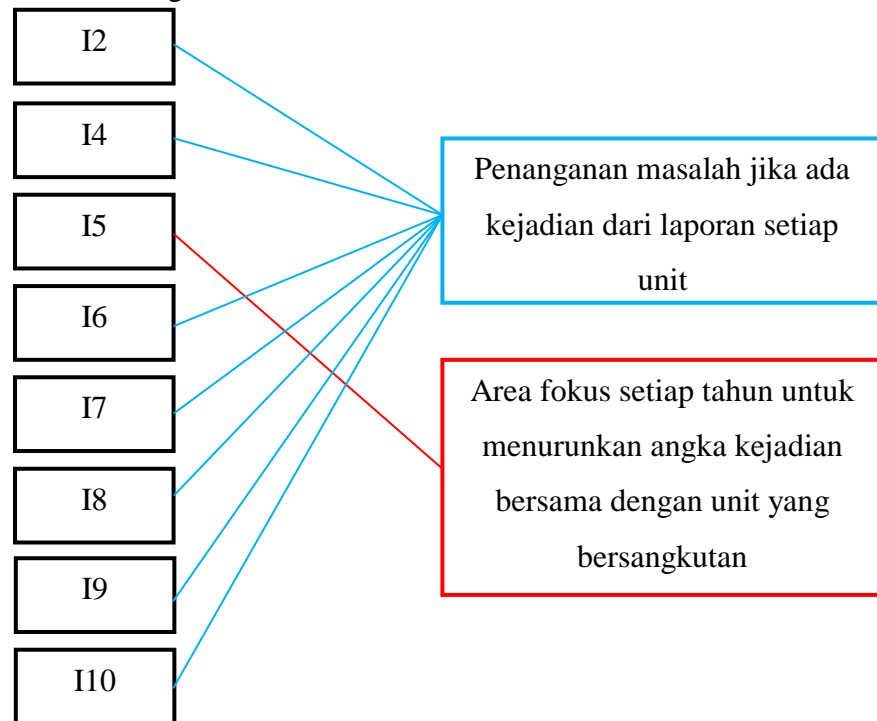 I2
I4
I5
I6
I7
I8
I9
I10
Penanganan masalah jika ada
kejadian dari laporan setiap
unit
Area fokus setiap tahun untuk
menurunkan angka kejadian
bersama dengan unit yang
bersangkutan